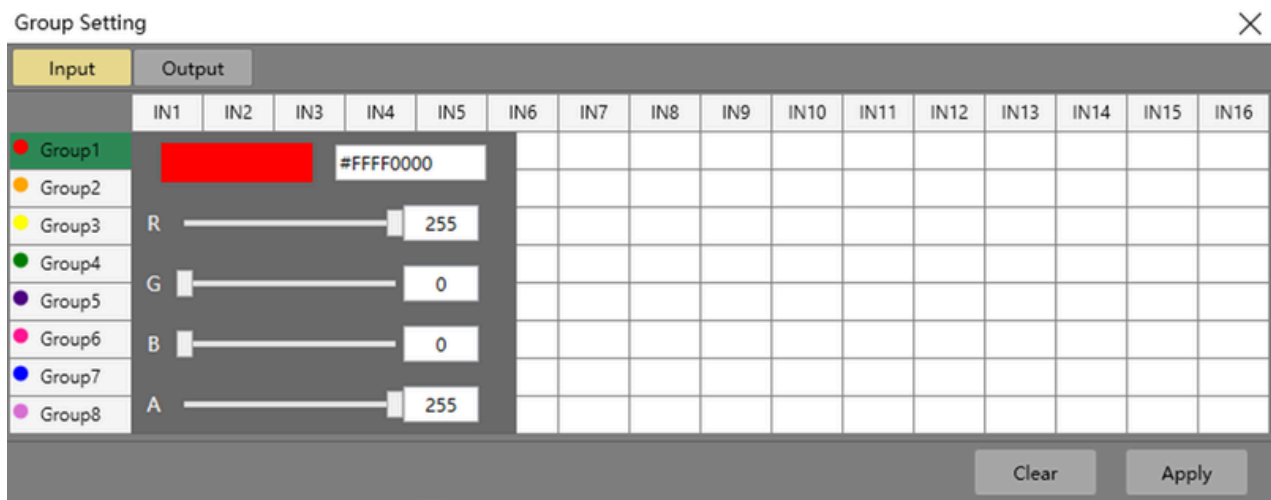 Group Setting
Input Output
IN1 IN2 IN3 IN4 IN5 IN6 IN7 IN8 IN9 IN10 IN11 IN12 IN13 IN14 IN15 IN16
Group1 #FFFF0000
Group2
Group3 R 255
Group4
Group5 G 0
Group6 B 0
Group7
Group8 A 255
Clear Apply